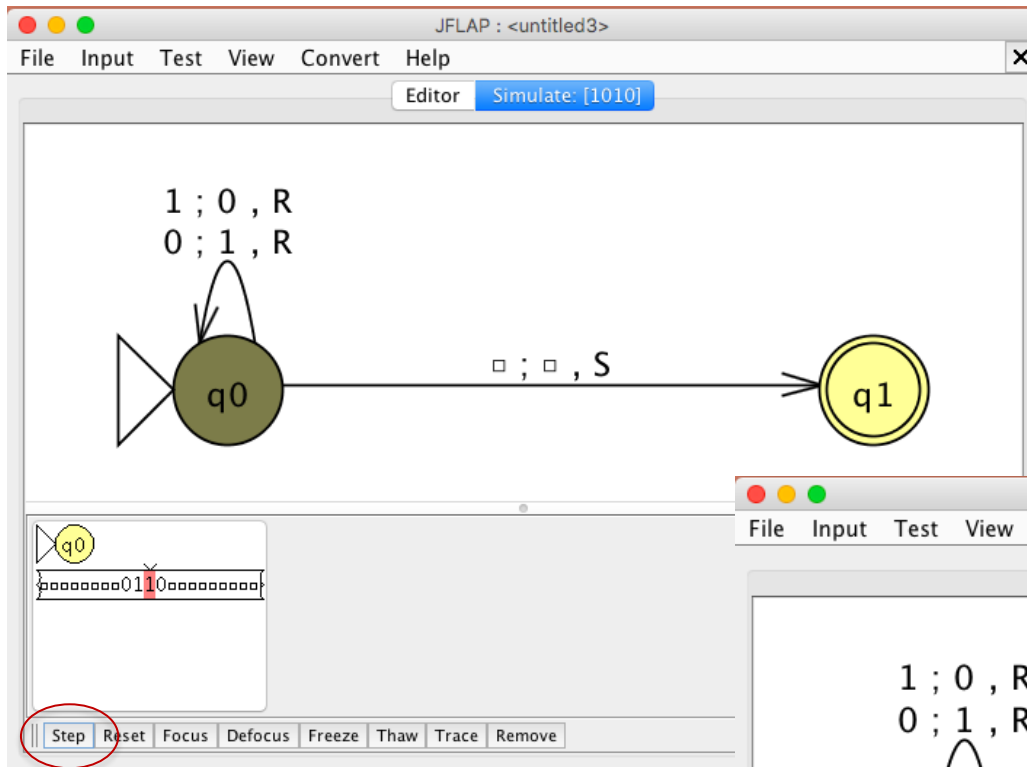 JFLAP : <untitled3>
File Input Test View Convert Help
Editor Simulate: [1010]
1 ; 0 , R
0 ; 1 , R
q0
□ ; □ , S
q1
q0
□□□□□□□□0110□□□□□□□□□
Step Reset Focus Defocus Freeze Thaw Trace Remove
File Input Test View
1 ; 0 , R
0 ; 1 , R